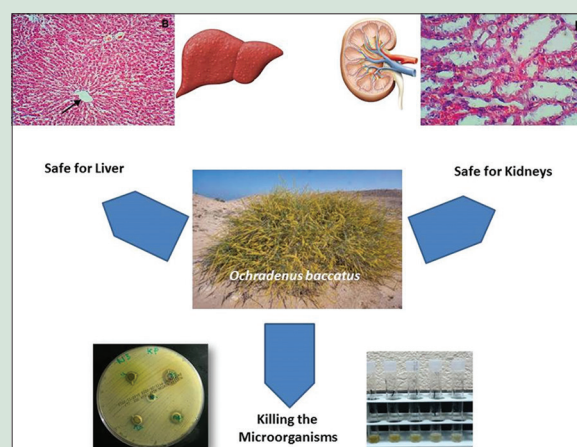 B
Safe for Liver
Safe for Kidneys
Ochradenus baccatus
Killing the
Microorganisms